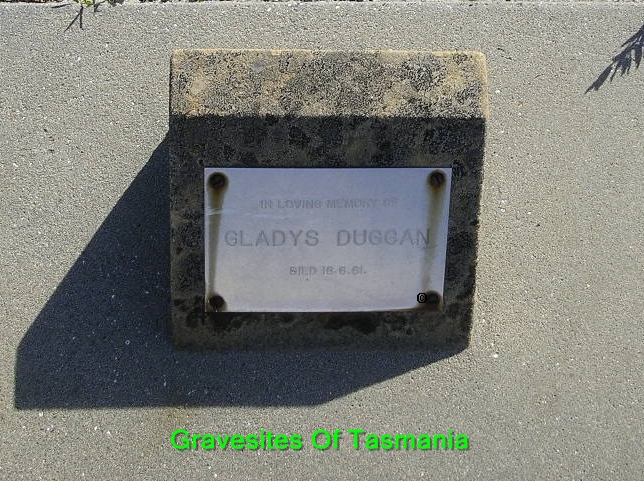 IN LOVING MEMORY OF
GLADYS DUGGAN
DIED 16.6.61.
©
Gravesites Of Tasmania